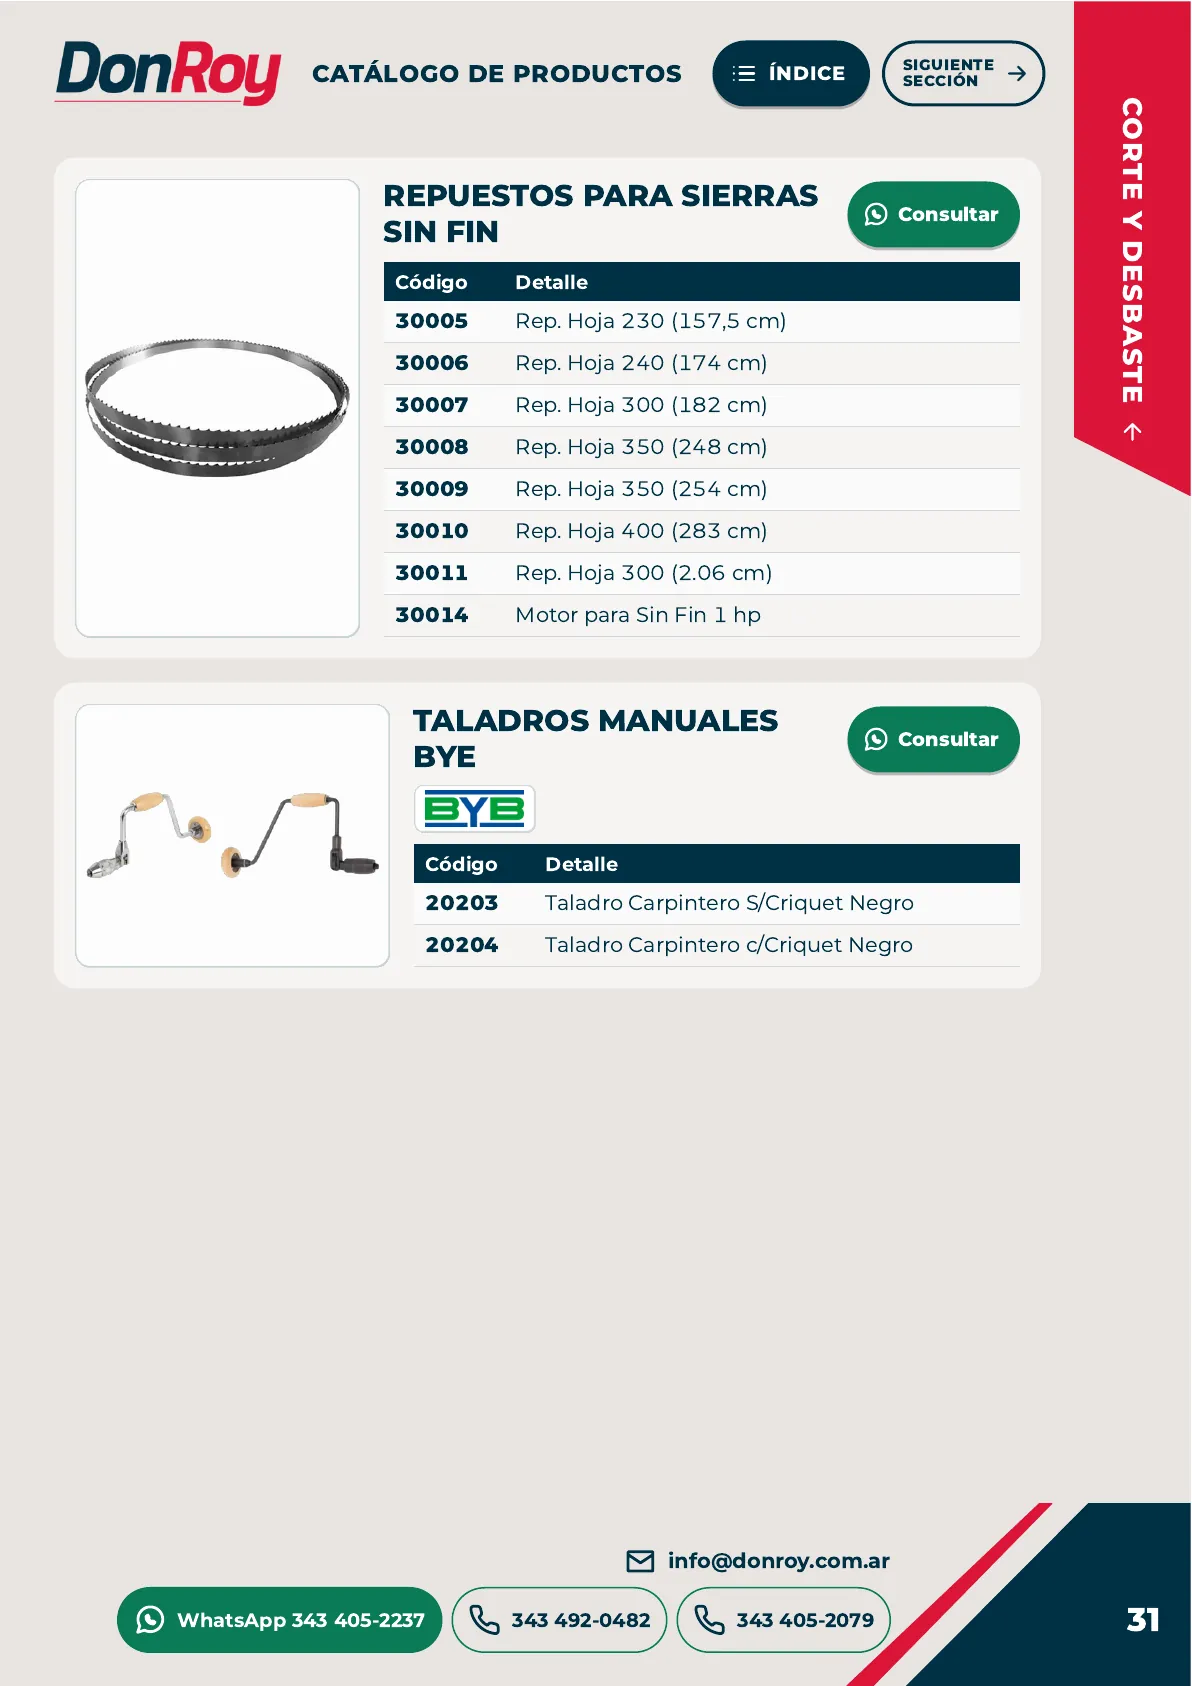 DonRoy
CATÁLOGO DE PRODUCTOS
ÍNDICE
SIGUIENTE
SECCIÓN
CORTE Y DESBASTE
REPUESTOS PARA SIERRAS
SIN FIN
Consultar
Código Detalle
30005 Rep. Hoja 230 (157,5 cm)
30006 Rep. Hoja 240 (174 cm)
30007 Rep. Hoja 300 (182 cm)
30008 Rep. Hoja 350 (248 cm)
30009 Rep. Hoja 350 (254 cm)
30010 Rep. Hoja 400 (283 cm)
30011 Rep. Hoja 300 (2.06 cm)
30014 Motor para Sin Fin 1 hp
TALADROS MANUALES
BYE
Consultar
BYB
Código Detalle
20203 Taladro Carpintero S/Criquet Negro
20204 Taladro Carpintero c/Criquet Negro
info@donroy.com.ar
WhatsApp 343 405-2237
343 492-0482
343 405-2079
31